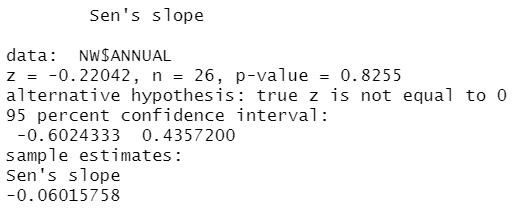 Sen's slope
data:  NW$ANNUAL
z = -0.22042, n = 26, p-value = 0.8255
alternative hypothesis: true z is not equal to 0
95 percent confidence interval:
 -0.6024333  0.4357200
sample estimates:
Sen's slope
-0.06015758